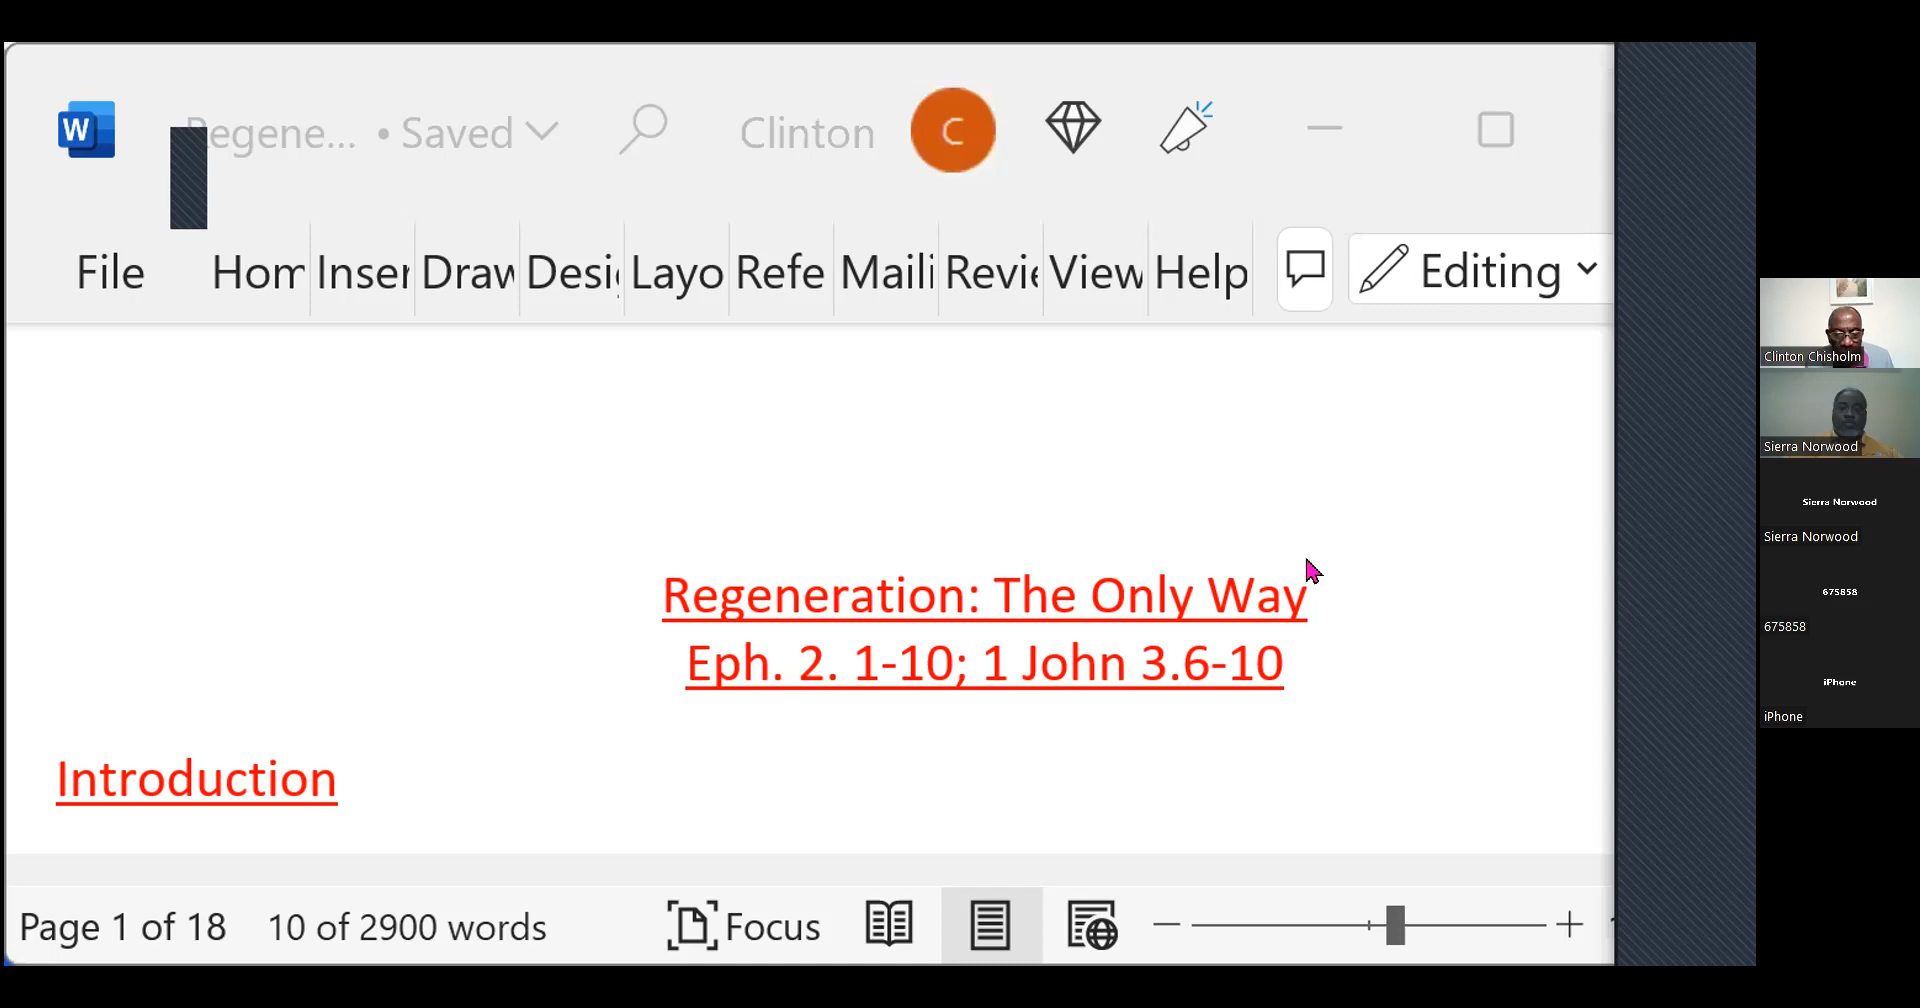 W
egene... • Saved
Clinton
C
File
Hom
Inser
Draw
Desi
Layo
Refe
Maili
Revie
View
Help
Editing
Regeneration: The Only Way
Eph. 2. 1-10; 1 John 3.6-10
Introduction
Page 1 of 18
10 of 2900 words
Focus
Clinton Chisholm
Sierra Norwood
Sierra Norwood
Sierra Norwood
675858
675858
iPhone
iPhone